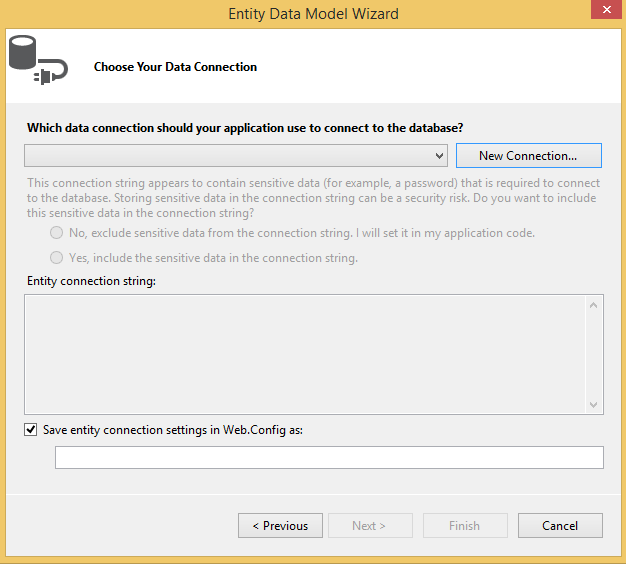 Entity Data Model Wizard
Choose Your Data Connection
Which data connection should your application use to connect to the database?
New Connection...
This connection string appears to contain sensitive data (for example, a password) that is required to connect
to the database. Storing sensitive data in the connection string can be a security risk. Do you want to include
this sensitive data in the connection string?
No, exclude sensitive data from the connection string. I will set it in my application code.
Yes, include the sensitive data in the connection string.
Entity connection string:
Save entity connection settings in Web.Config as:
< Previous
Next >
Finish
Cancel